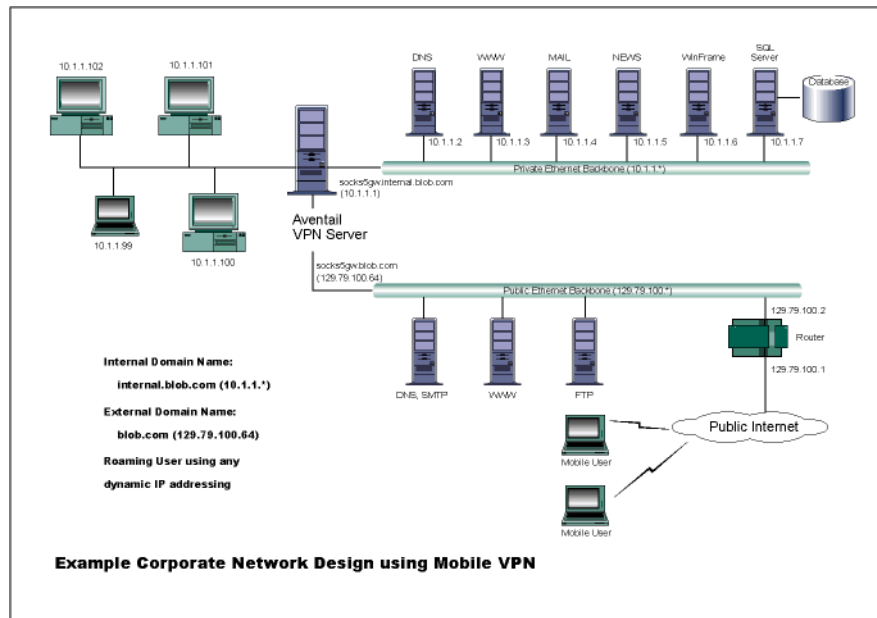 10.1.1.102
10.1.1.101
DNS
WWW
MAIL
NEWS
WinFrame
SQL
Server
Database
10.1.1.2
10.1.1.3
10.1.1.4
10.1.1.5
10.1.1.6
10.1.1.7
Private Ethernet Backbone (10.1.1.*)
socks5gw.internal.blob.com
(10.1.1.1)
Aventail
VPN Server
10.1.1.99
10.1.1.100
socks5gw.blob.com
(129.79.100.64)
Public Ethernet Backbone (129.79.100.*)
129.79.100.2
Router
129.79.100.1
DNS, SMTP
WWW
FTP
Public Internet
Mobile User
Mobile User
Internal Domain Name:
internal.blob.com (10.1.1.*)
External Domain Name:
blob.com (129.79.100.64)
Roaming User using any
dynamic IP addressing
Example Corporate Network Design using Mobile VPN